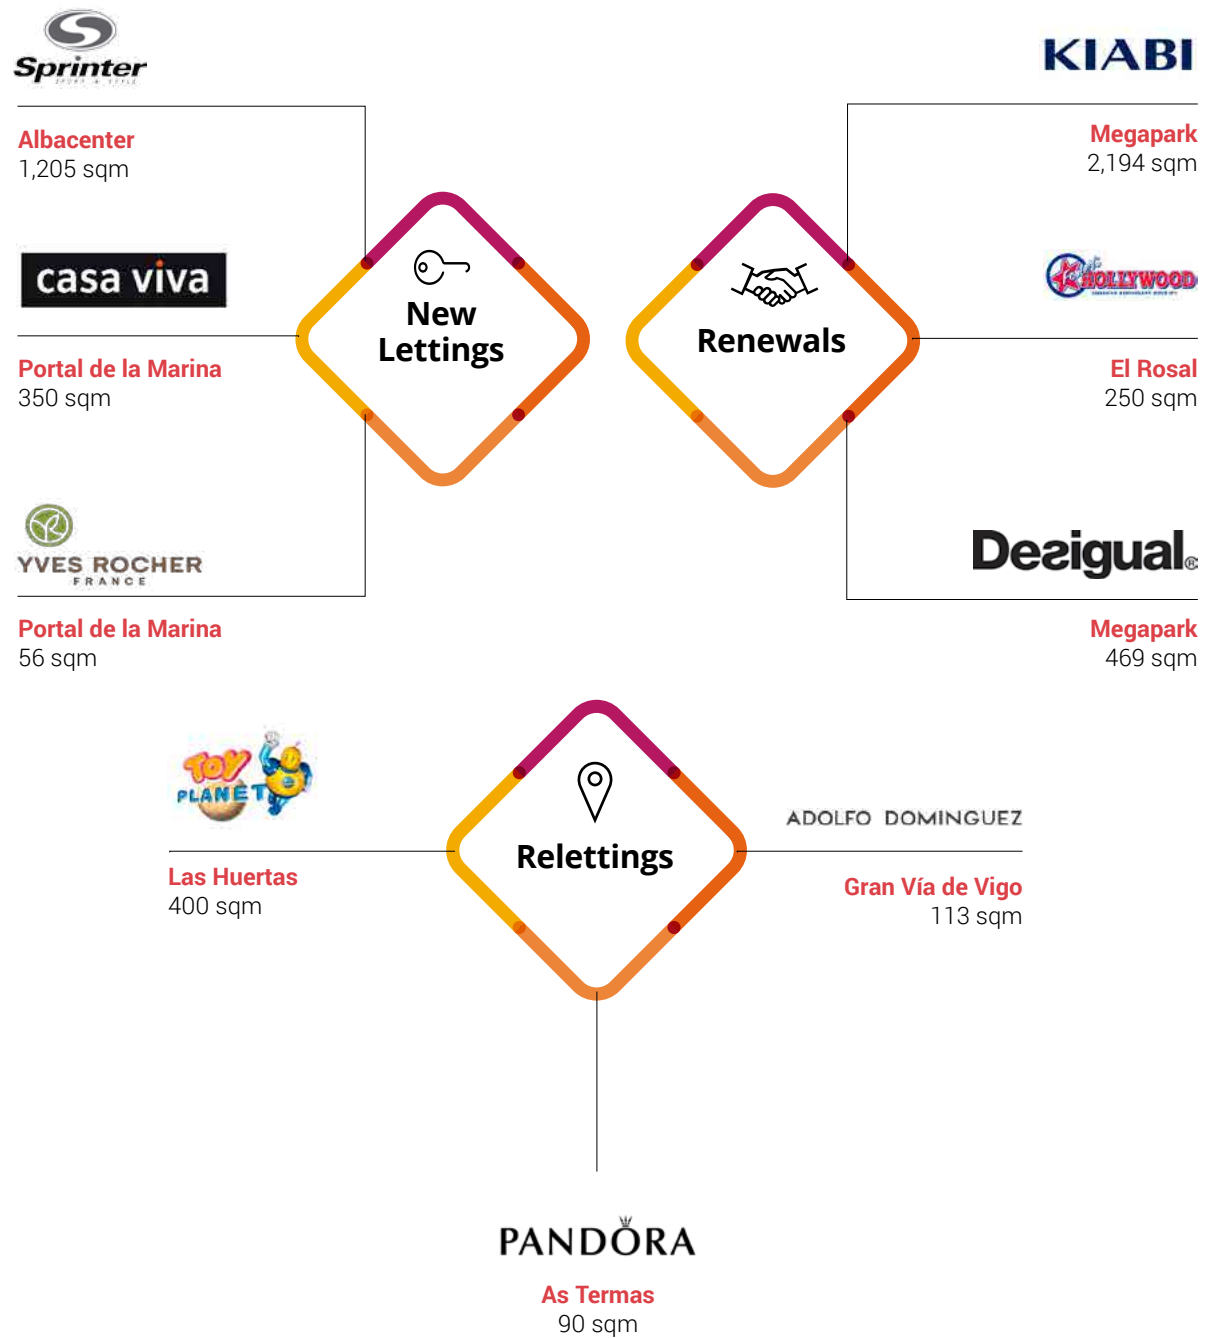 Sprinter
Albacenter
1,205 sqm
casa viva
Portal de la Marina
350 sqm
YVES ROCHER
FRANCE
Portal de la Marina
56 sqm
New
Lettings
KIABI
Megapark
2,194 sqm
HOLLYWOOD
El Rosal
250 sqm
Desigual®
Megapark
469 sqm
Renewals
TOY
PLANET
Las Huertas
400 sqm
Relettings
ADOLFO DOMINGUEZ
Gran Vía de Vigo
113 sqm
PANDORA
As Termas
90 sqm